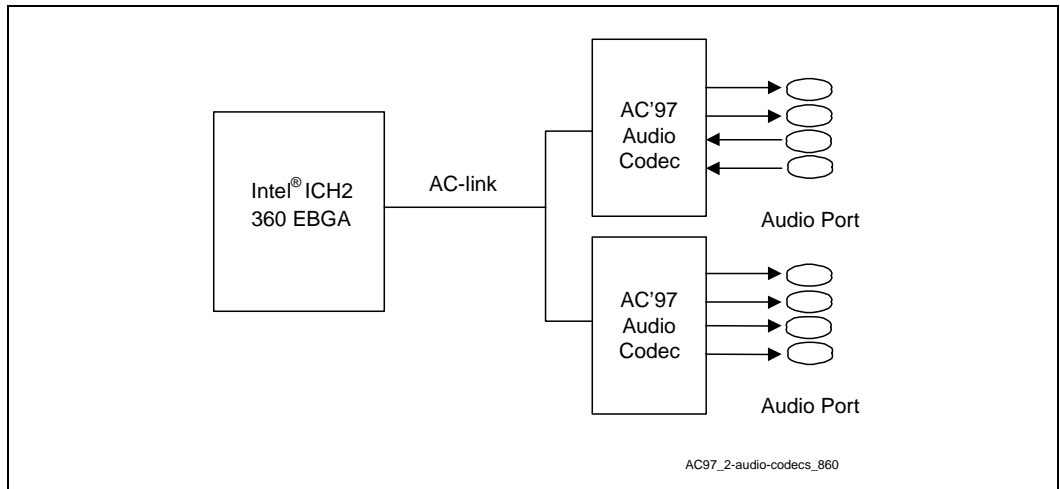 Intel® ICH2
360 EBGA
AC-link
AC’97
Audio
Codec
Audio Port
AC’97
Audio
Codec
Audio Port
AC97_2-audio-codecs_860